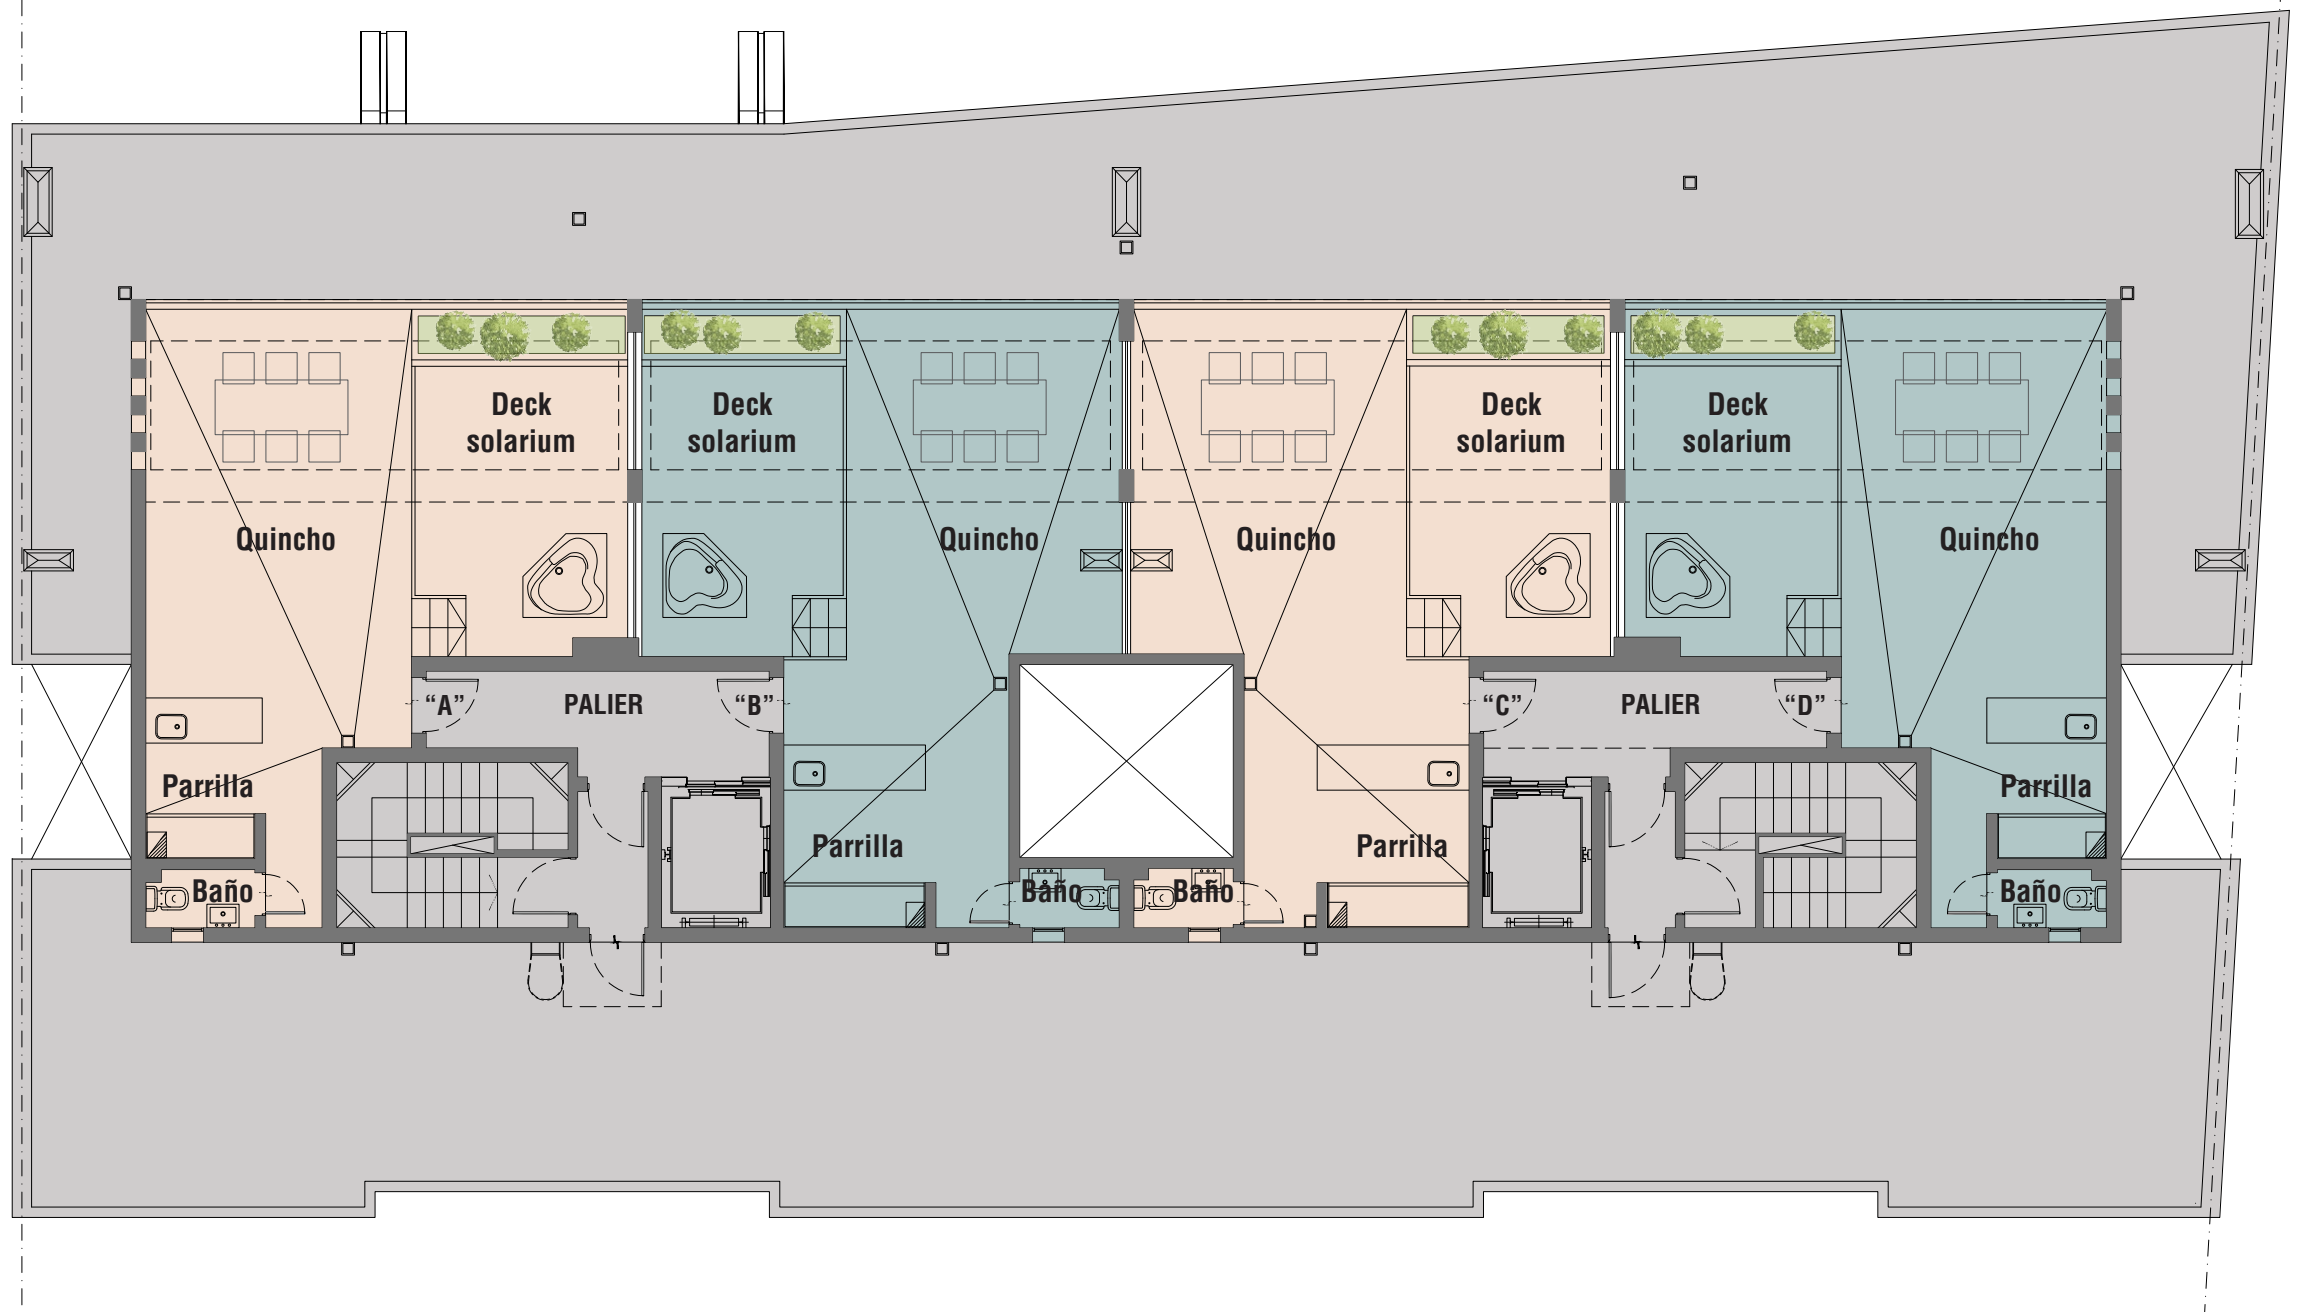 Deck
solarium
Deck
solarium
Deck
solarium
Deck
solarium
Quincho
Quincho
Quincho
Quincho
“A”
PALIER
“B”
“C”
PALIER
“D”
Parrilla
Parrilla
Parrilla
Parrilla
Baño
Baño
Baño
Baño